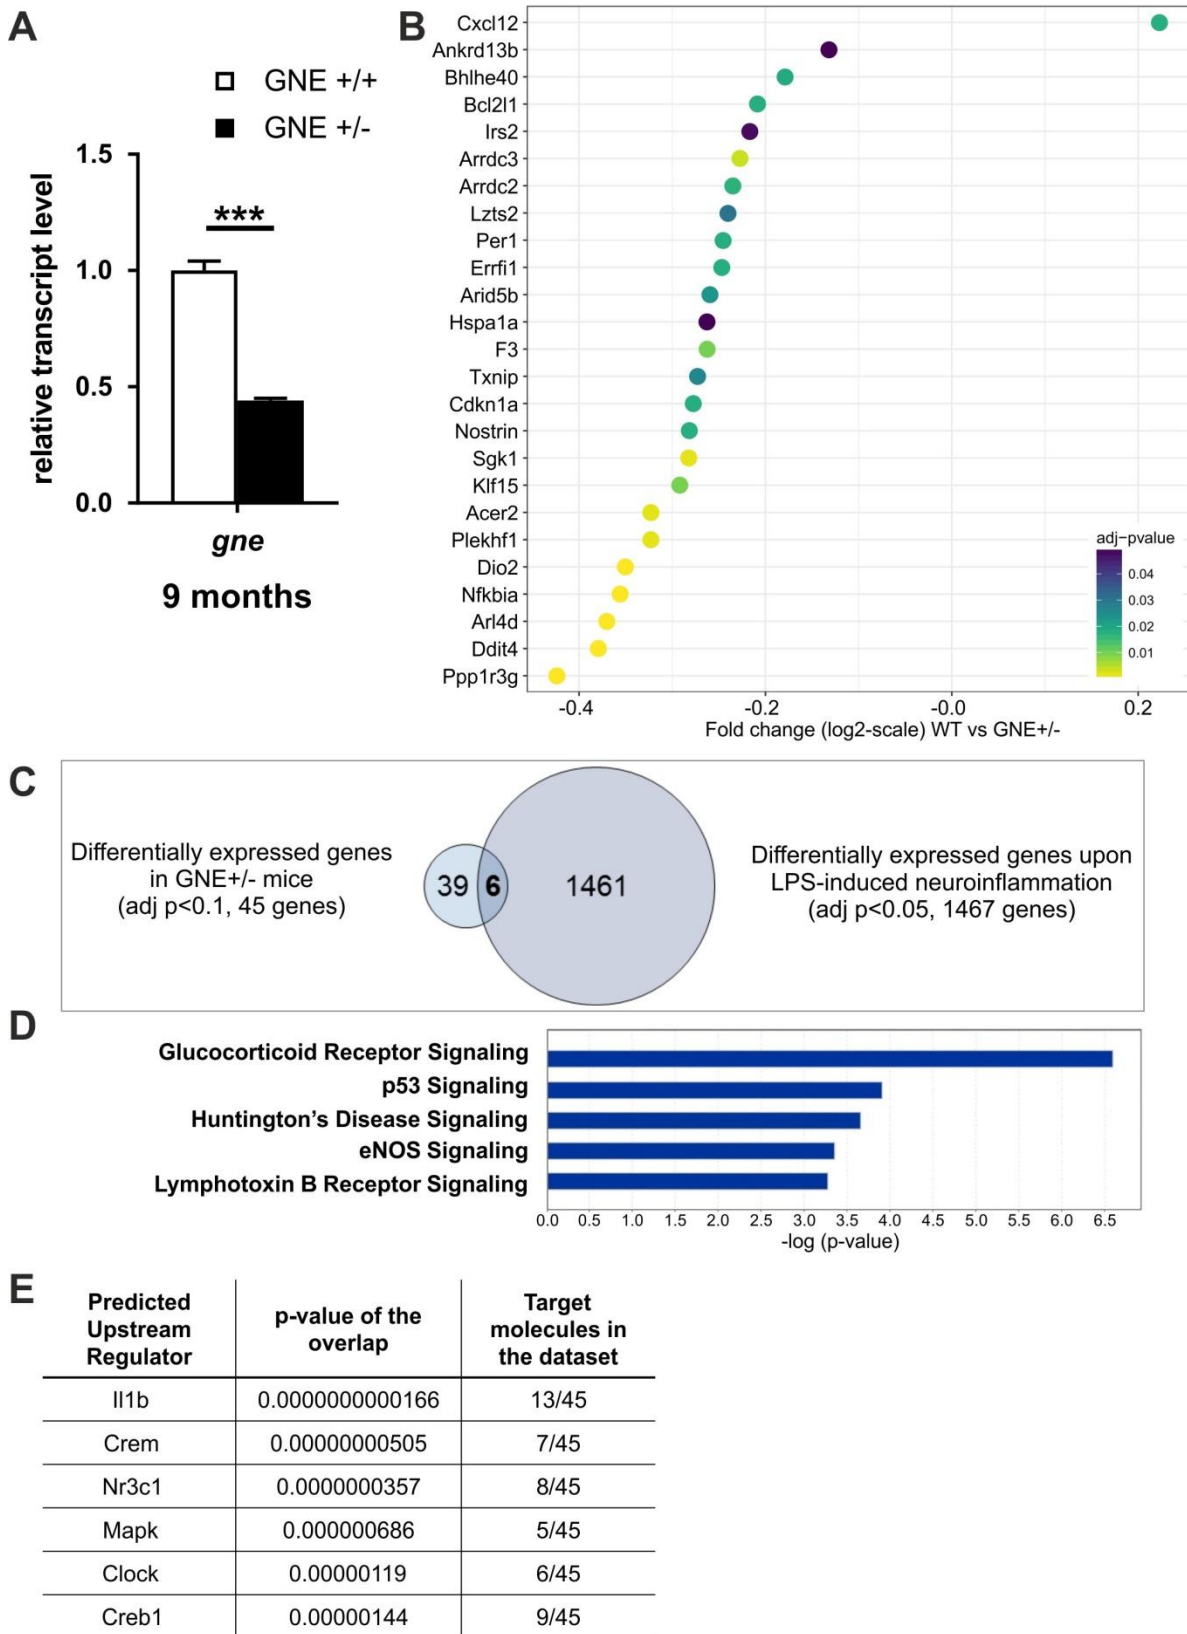 A
GNE +/+
GNE +/-
1.5
1.0
0.5
0.0
relative transcript level
***
gne
9 months
B
Cxcl12
Ankrd13b
Bhlhe40
Bcl2l1
Irs2
Arrdc3
Arrdc2
Lzts2
Per1
Errfi1
Arid5b
Hspa1a
F3
Txnip
Cdkn1a
Nostrin
Sgk1
Klf15
Acer2
Plekhf1
Dio2
Nfkbia
Arl4d
Ddit4
Ppp1r3g
adj-pvalue
0.04
0.03
0.02
0.01
-0.4 -0.2 -0.0 0.2
Fold change (log2-scale) WT vs GNE+/-
C
Differentially expressed genes
in GNE+/- mice
(adj p<0.1, 45 genes)
39 6 1461
Differentially expressed genes upon
LPS-induced neuroinflammation
(adj p<0.05, 1467 genes)
D
Glucocorticoid Receptor Signaling
p53 Signaling
Huntington's Disease Signaling
eNOS Signaling
Lymphotoxin B Receptor Signaling
0.0 0.5 1.0 1.5 2.0 2.5 3.0 3.5 4.0 4.5 5.0 5.5 6.0 6.5
-log (p-value)
E
Predicted
Upstream
Regulator
p-value of the
overlap
Target
molecules in
the dataset
Il1b 0.0000000000166 13/45
Crem 0.00000000505 7/45
Nr3c1 0.0000000357 8/45
Mapk 0.000000686 5/45
Clock 0.00000119 6/45
Creb1 0.00000144 9/45